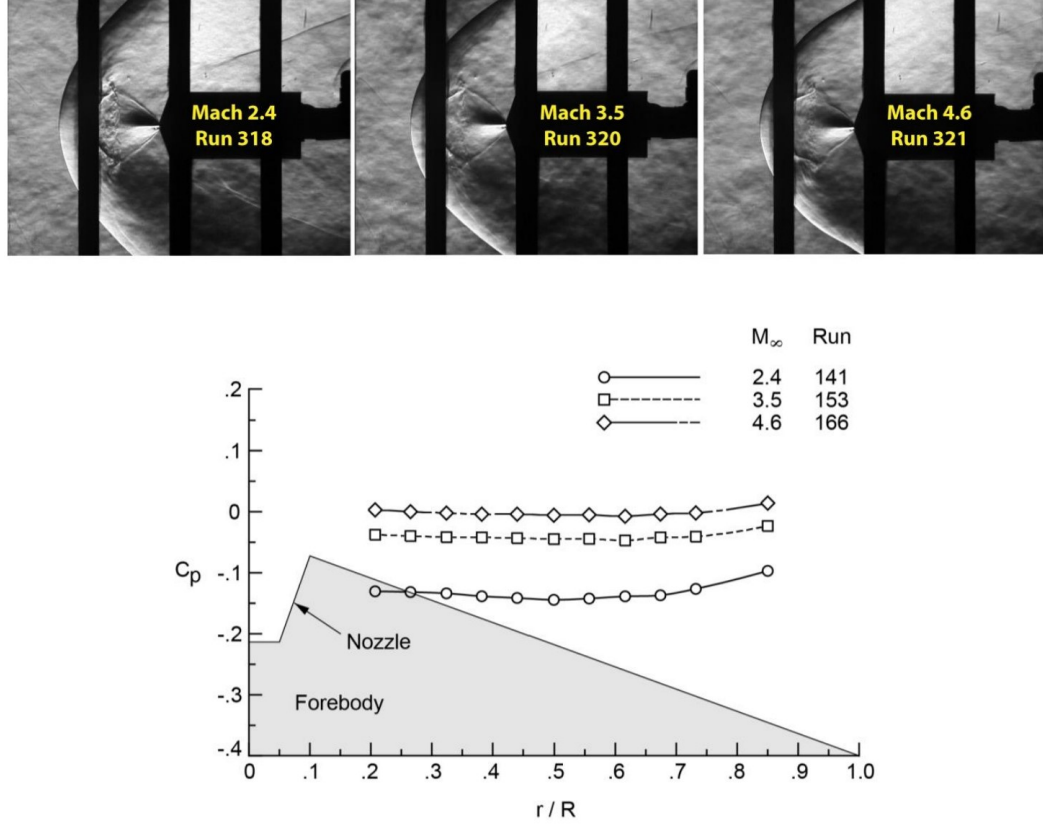 Mach 2.4
Run 318
Mach 3.5
Run 320
Mach 4.6
Run 321
M∞ Run
2.4 141
3.5 153
4.6 166
.2
.1
0
-.1
-.2
-.3
-.4
Cp
Nozzle
Forebody
0 .1 .2 .3 .4 .5 .6 .7 .8 .9 1.0
r / R